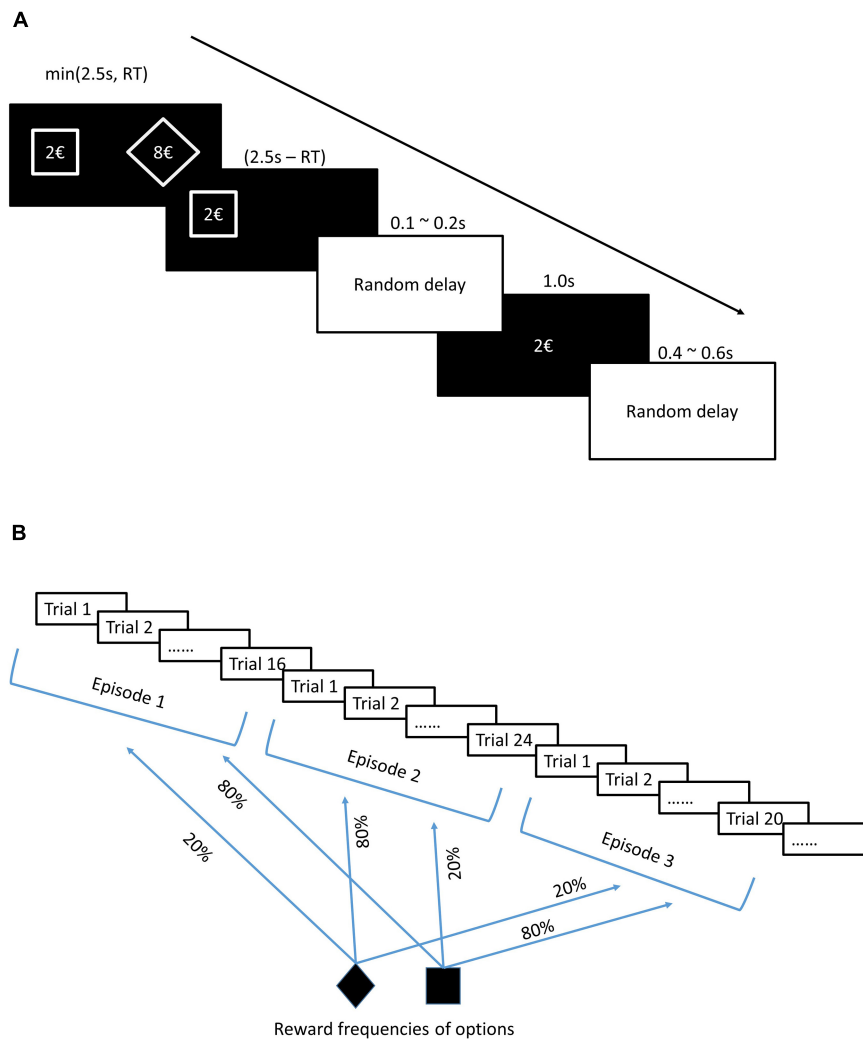 A
min(2.5s, RT)
2€
8€
(2.5s – RT)
2€
0.1 ~ 0.2s
Random delay
1.0s
2€
0.4 ~ 0.6s
Random delay
B
Trial 1
Trial 2
......
Trial 16
Trial 1
Trial 2
......
Trial 24
Trial 1
Trial 2
......
Trial 20
......
Episode 1
Episode 2
Episode 3
20%
80%
80%
20%
20%
80%
Reward frequencies of options